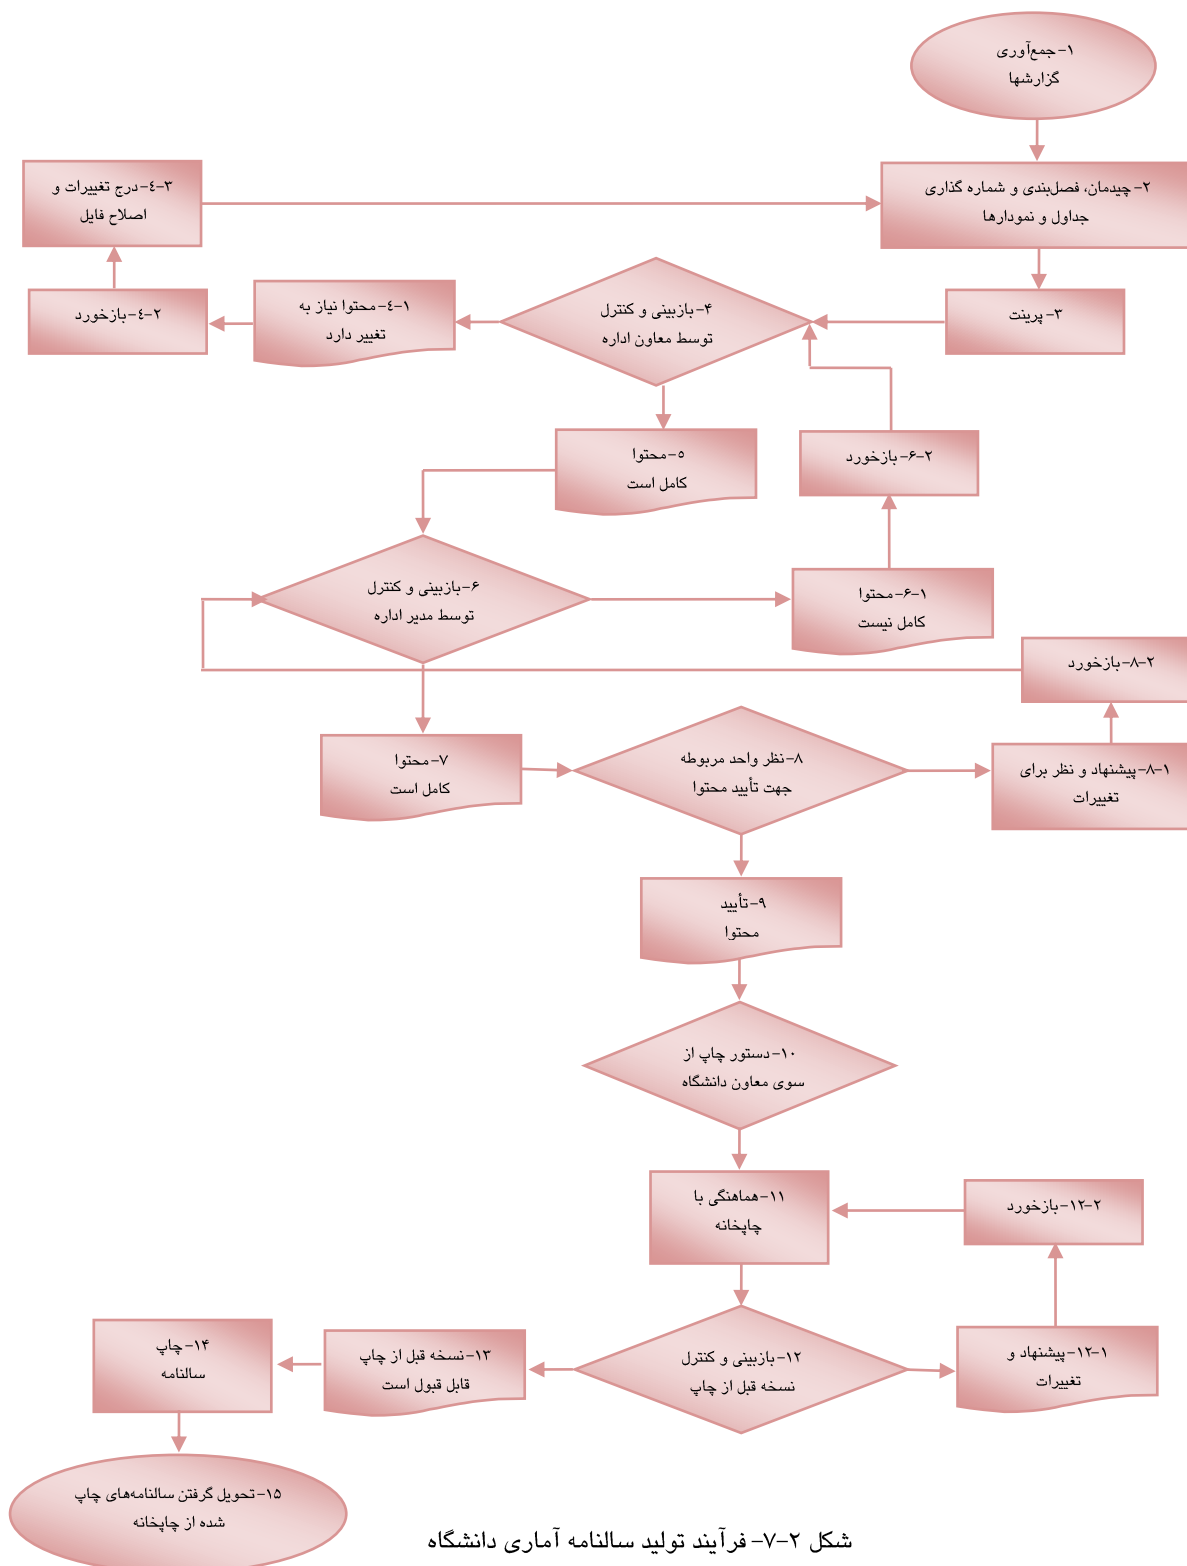 ۱-جمع‌آوری
گزارشها
۲-چیدمان، فصل‌بندی و شماره گذاری
جداول و نمودارها
۳-پرینت
۴-بازبینی و کنترل
توسط معاون اداره
۴-۱-محتوا نیاز به
تغییر دارد
۴-۲-بازخورد
۴-۳-درج تغییرات و
اصلاح فایل
۵-محتوا
کامل است
۶-بازبینی و کنترل
توسط مدیر اداره
۶-۱-محتوا
کامل نیست
۶-۲-بازخورد
۷-محتوا
کامل است
۸-نظر واحد مربوطه
جهت تأیید محتوا
۸-۱-پیشنهاد و نظر برای
تغییرات
۸-۲-بازخورد
۹-تأیید
محتوا
۱۰-دستور چاپ از
سوی معاون دانشگاه
۱۱-هماهنگی با
چاپخانه
۱۲-بازبینی و کنترل
نسخه قبل از چاپ
۱۲-۱-پیشنهاد و
تغییرات
۱۲-۲-بازخورد
۱۳-نسخه قبل از چاپ
قابل قبول است
۱۴-چاپ
سالنامه
۱۵-تحویل گرفتن سالنامه‌های چاپ
شده از چاپخانه
شکل ۲-۷- فرآیند تولید سالنامه آماری دانشگاه